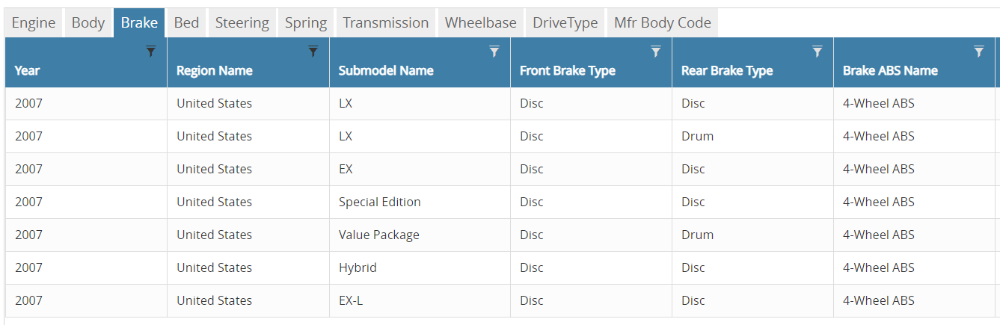 Engine Body Brake Bed Steering Spring Transmission Wheelbase DriveType Mfr Body Code
Year Region Name Submodel Name Front Brake Type Rear Brake Type Brake ABS Name
2007 United States LX Disc Disc 4-Wheel ABS
2007 United States LX Disc Drum 4-Wheel ABS
2007 United States EX Disc Disc 4-Wheel ABS
2007 United States Special Edition Disc Disc 4-Wheel ABS
2007 United States Value Package Disc Drum 4-Wheel ABS
2007 United States Hybrid Disc Disc 4-Wheel ABS
2007 United States EX-L Disc Disc 4-Wheel ABS